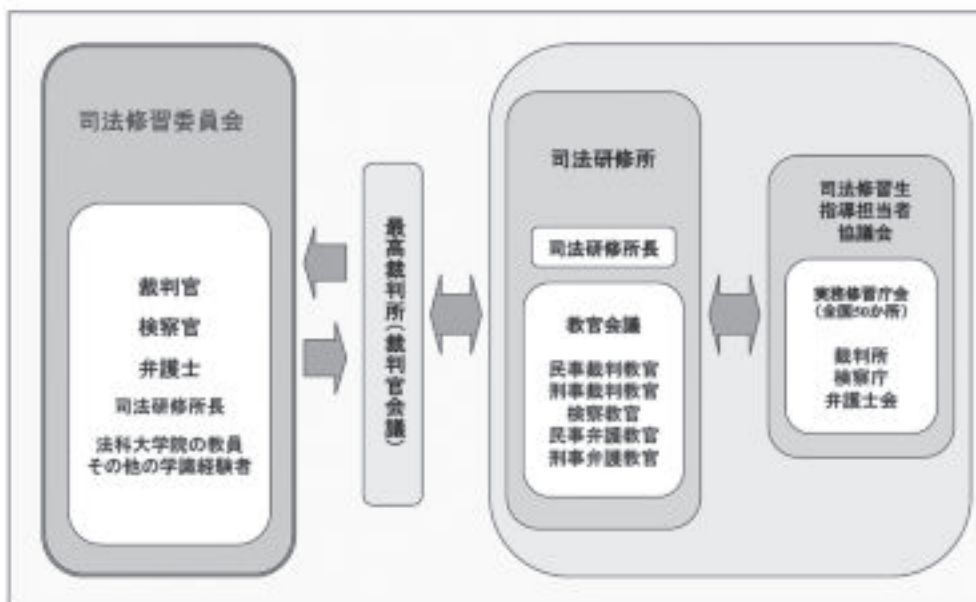 司法修習委員会
裁判官
検察官
弁護士
司法研修所長
法科大学院の教員
その他の学識経験者
最高裁判所(裁判官会議)
司法研修所
司法研修所長
教官会議
民事裁判教官
刑事裁判教官
検察教官
民事弁護教官
刑事弁護教官
司法修習生
指導担当者
協議会
実務修習庁会
(全国50か所)
裁判所
検察庁
弁護士会